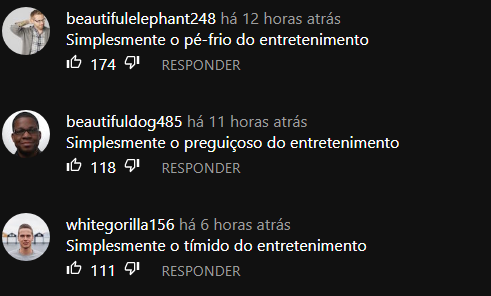 beautifulelephant248 há 12 horas atrás
Simplesmente o pé-frio do entretenimento
174 RESPONDER
beautifuldog485 há 11 horas atrás
Simplesmente o preguiçoso do entretenimento
118 RESPONDER
whitegorilla156 há 6 horas atrás
Simplesmente o tímido do entretenimento
111 RESPONDER